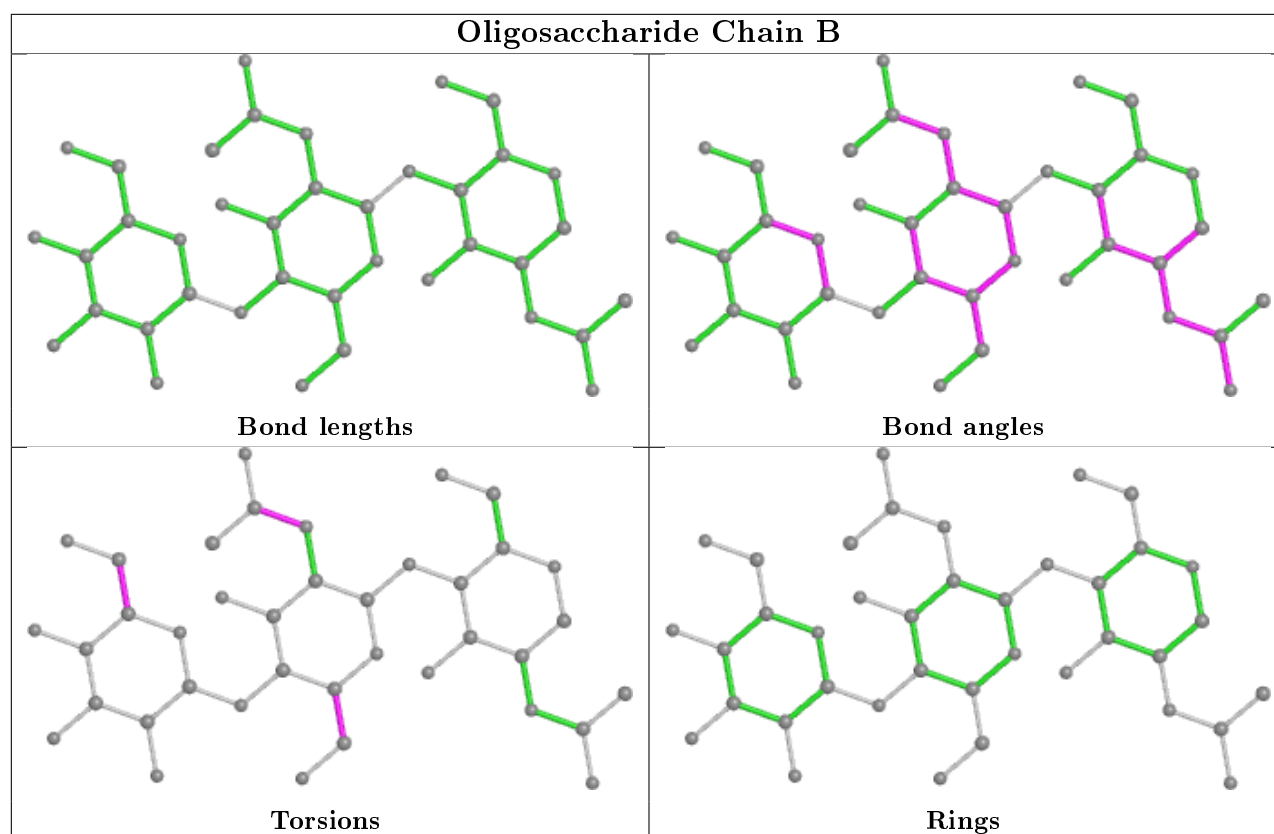 Oligosaccharide Chain B
Bond lengths
Bond angles
Torsions
Rings